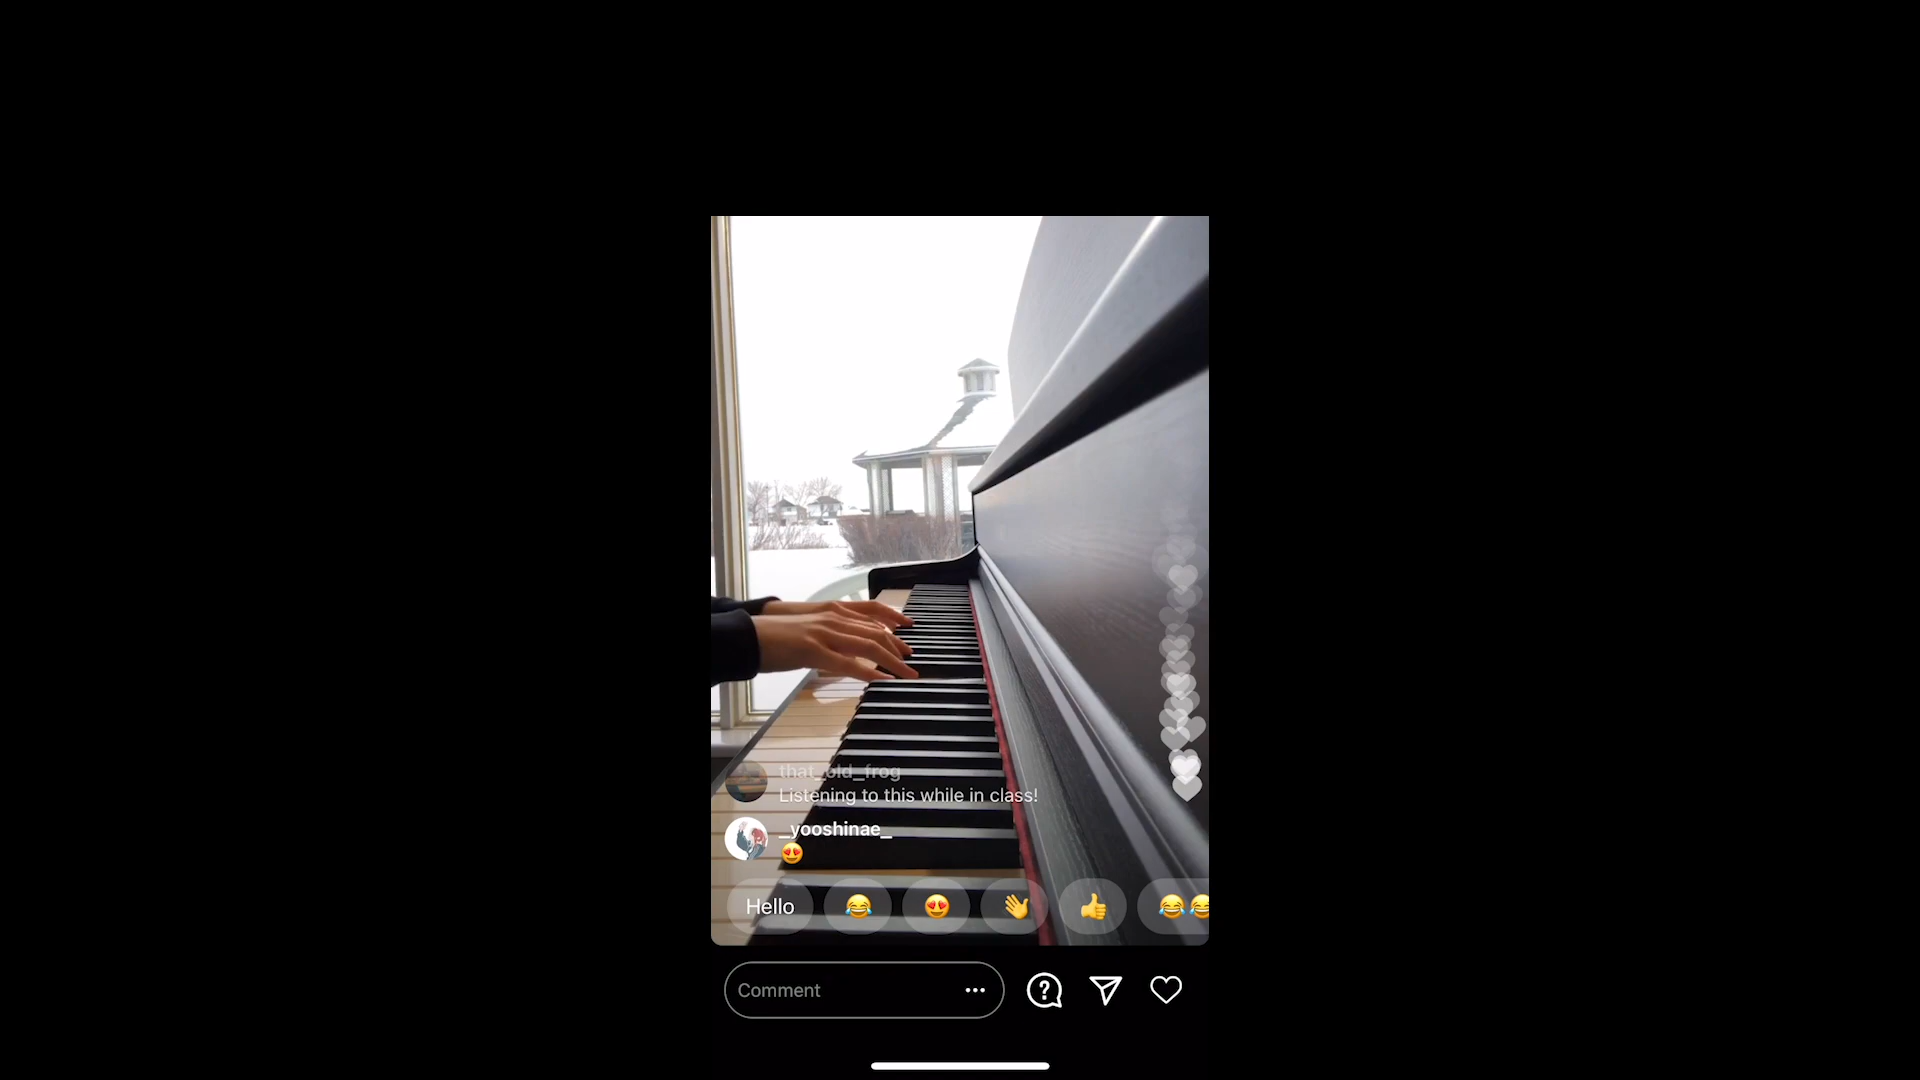 that_old_frog
Listening to this while in class!
_yooshinae_
😍
Hello 😂 😍 👋 👍 😂😂
Comment